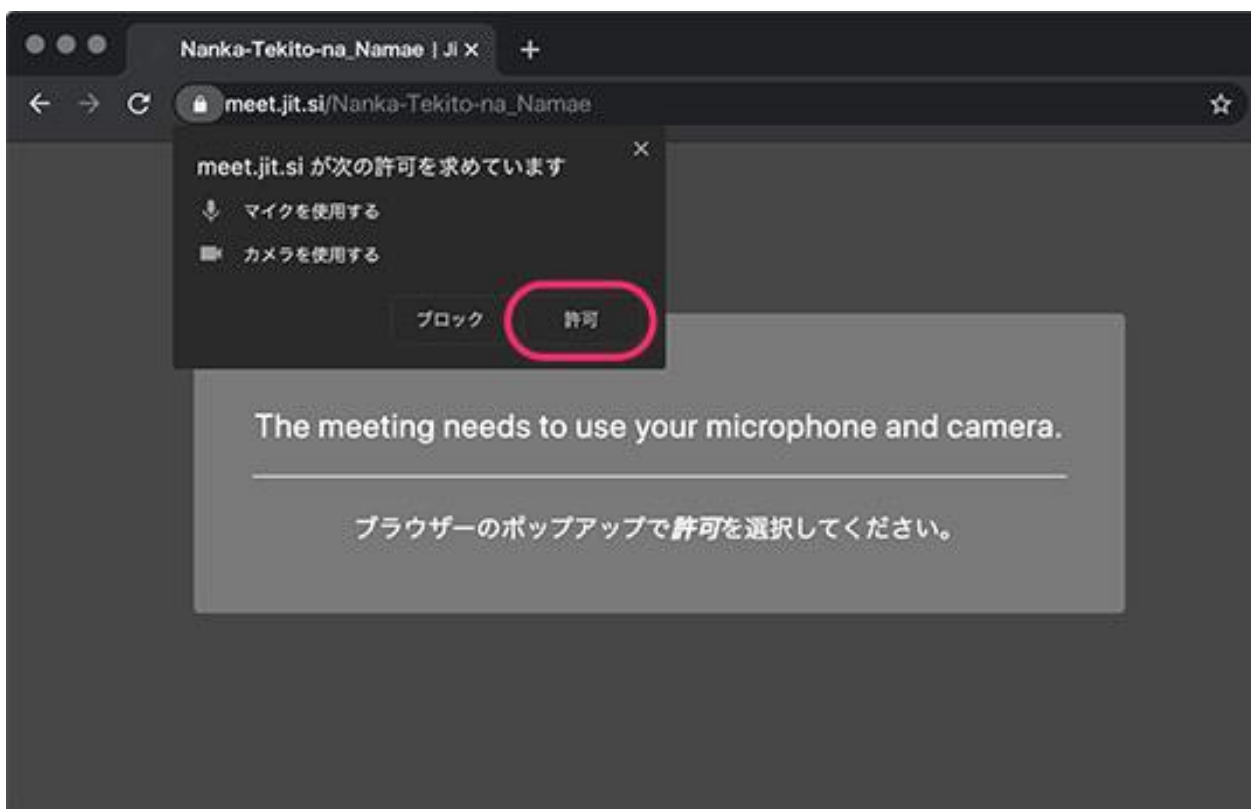 Nanka-Tekito-na_Namae | Ji
meet.jit.si/Nanka-Tekito-na_Namae
meet.jit.si が次の許可を求めています
マイクを使用する
カメラを使用する
ブロック 許可
The meeting needs to use your microphone and camera.
ブラウザーのポップアップで許可を選択してください。